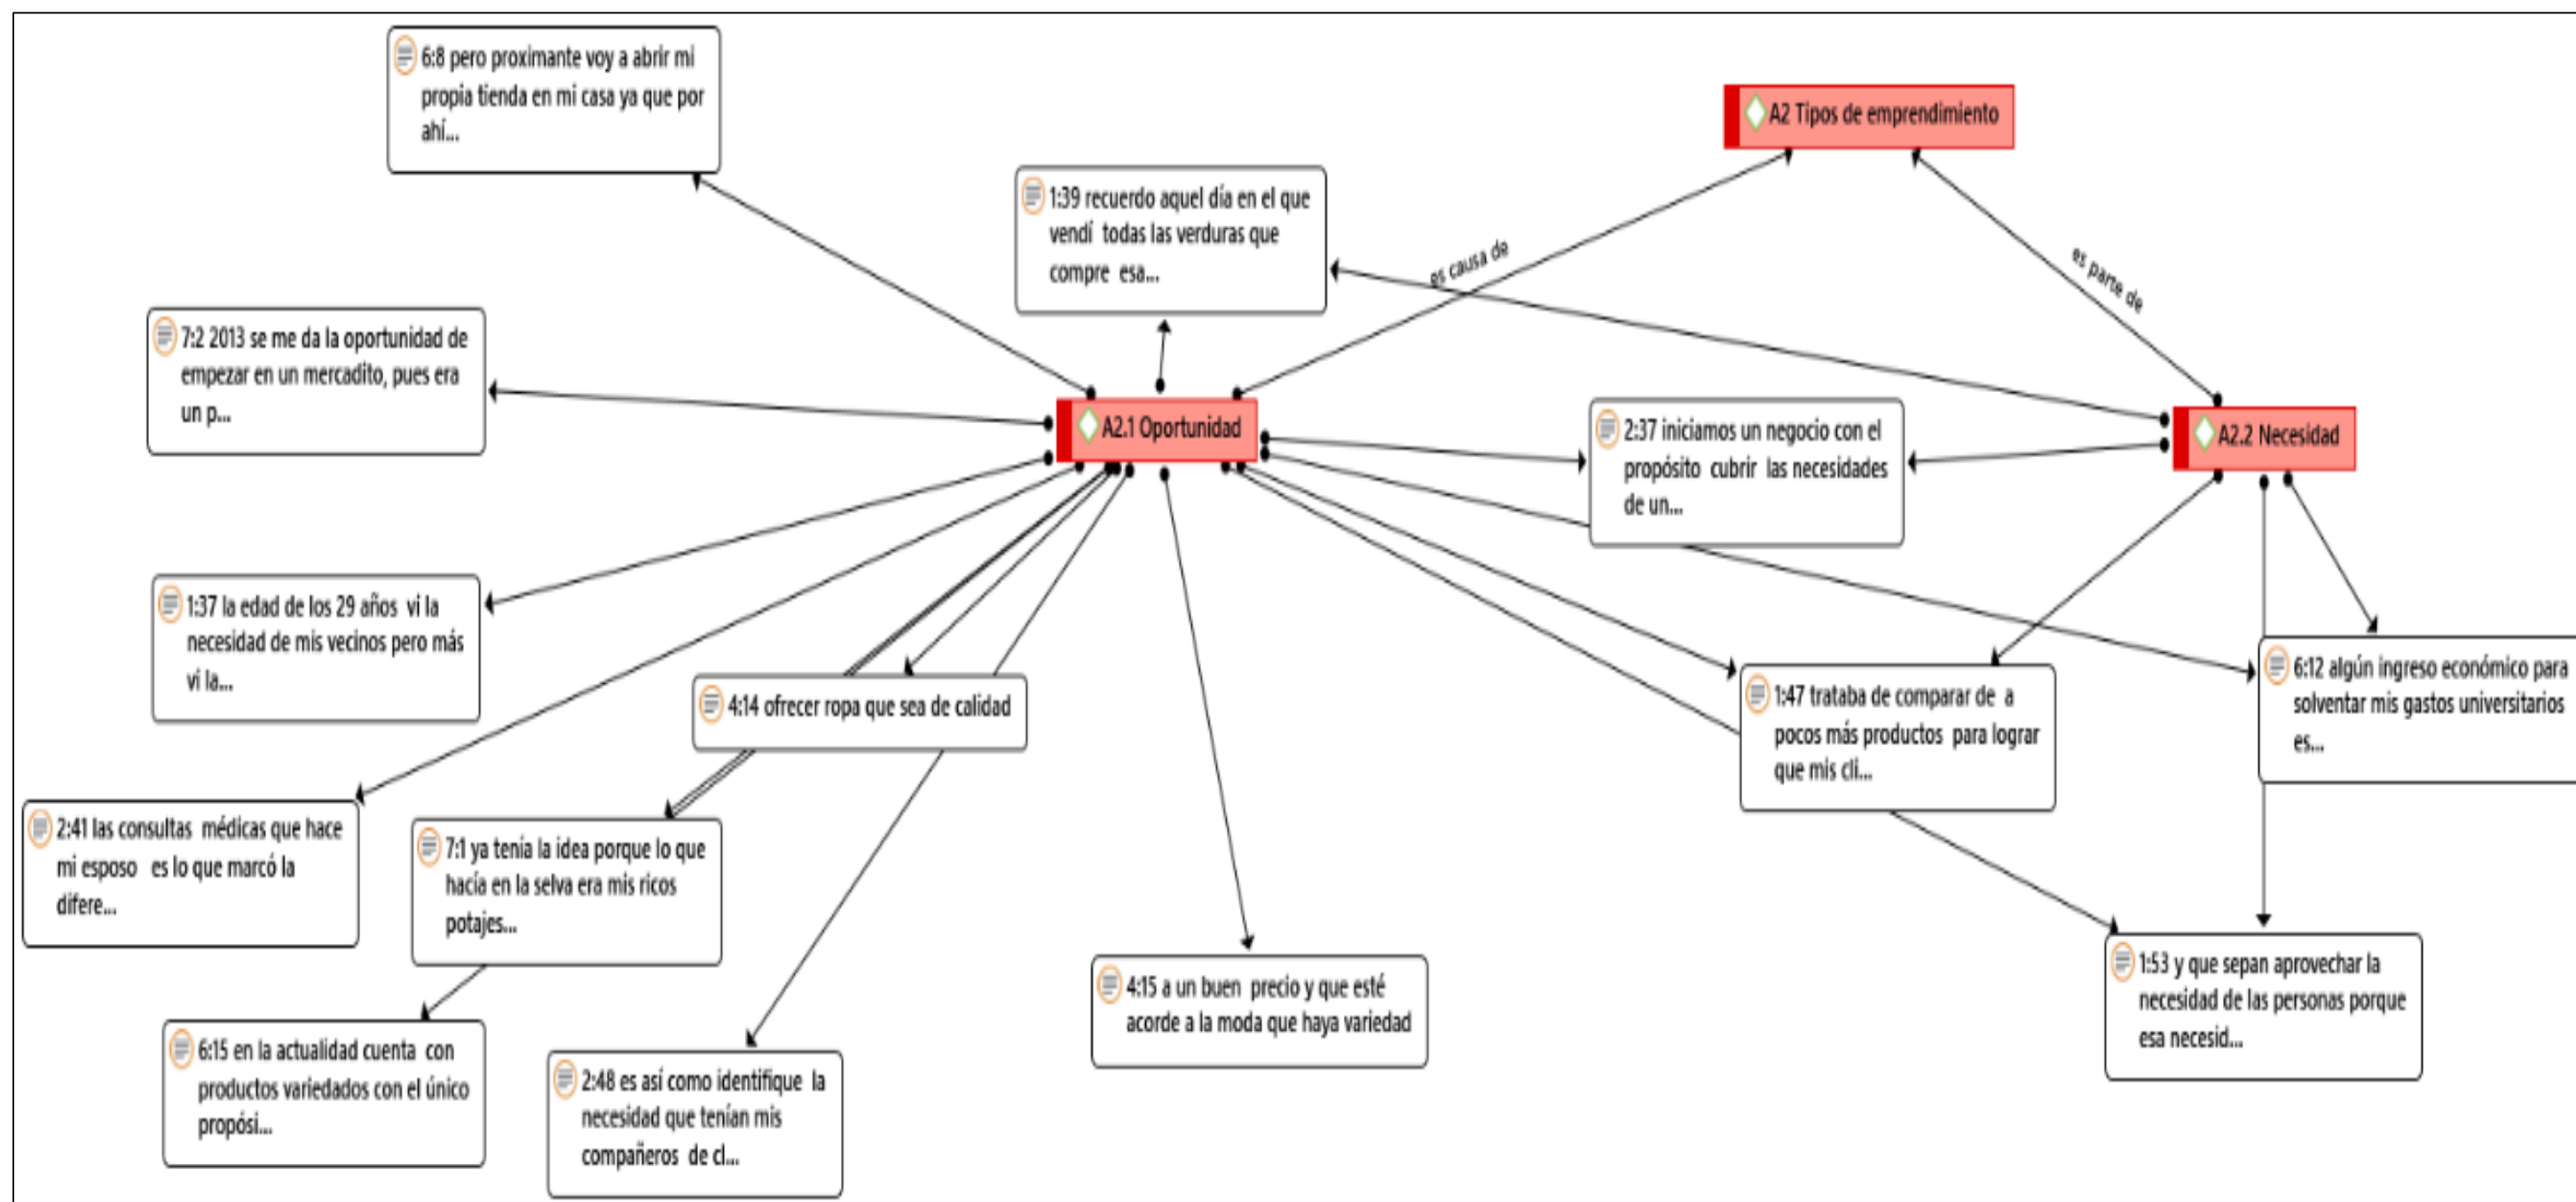 6:8 pero proximante voy a abrir mi
propia tienda en mi casa ya que por
ahí...
A2 Tipos de emprendimiento
1:39 recuerdo aquel día en el que
vendí todas las verduras que
compre esa...
es causa de
es parte de
7:2 2013 se me da la oportunidad de
empezar en un mercadito, pues era
un p...
A2.1 Oportunidad
2:37 iniciamos un negocio con el
propósito cubrir las necesidades
de un...
A2.2 Necesidad
1:37 la edad de los 29 años vi la
necesidad de mis vecinos pero más
vi la...
4:14 ofrecer ropa que sea de calidad
1:47 trataba de comparar de a
pocos más productos para lograr
que mis cli...
6:12 algún ingreso económico para
solventar mis gastos universitarios
es...
2:41 las consultas médicas que hace
mi esposo es lo que marcó la
difere...
7:1 ya tenía la idea porque lo que
hacía en la selva era mis ricos
potajes...
4:15 a un buen precio y que esté
acorde a la moda que haya variedad
1:53 y que sepan aprovechar la
necesidad de las personas porque
esa necesid...
6:15 en la actualidad cuenta con
productos variedados con el único
propósi...
2:48 es así como identifique la
necesidad que tenían mis
compañeros de cl...